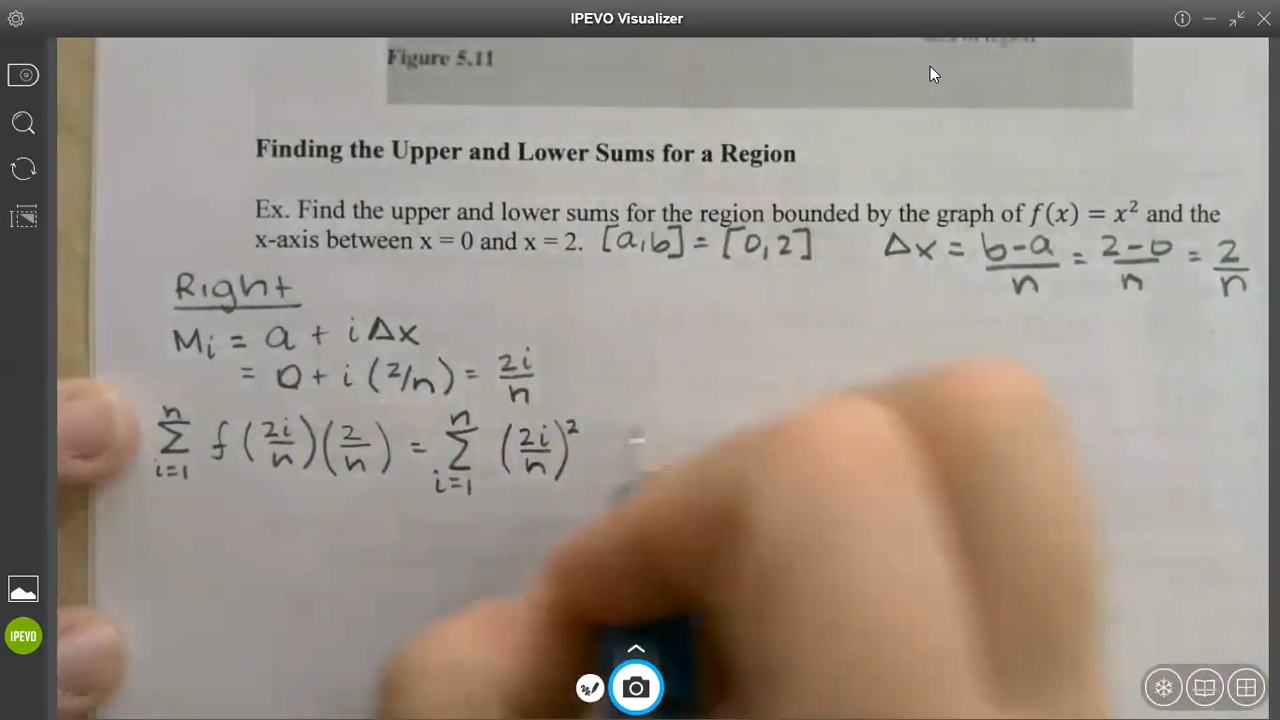 IPEVO Visualizer
Figure 5.11
Finding the Upper and Lower Sums for a Region
Ex. Find the upper and lower sums for the region bounded by the graph of f(x) = x² and the
x-axis between x = 0 and x = 2. [a,b] = [0,2] Δx = b-a/n = 2-0/n = 2/n
Right
Mi = a + iΔx
= 0 + i(2/n) = 2i/n
n∑i=1 f(2i/n)(2/n) = n∑i=1 (2i/n)²
IPEVO